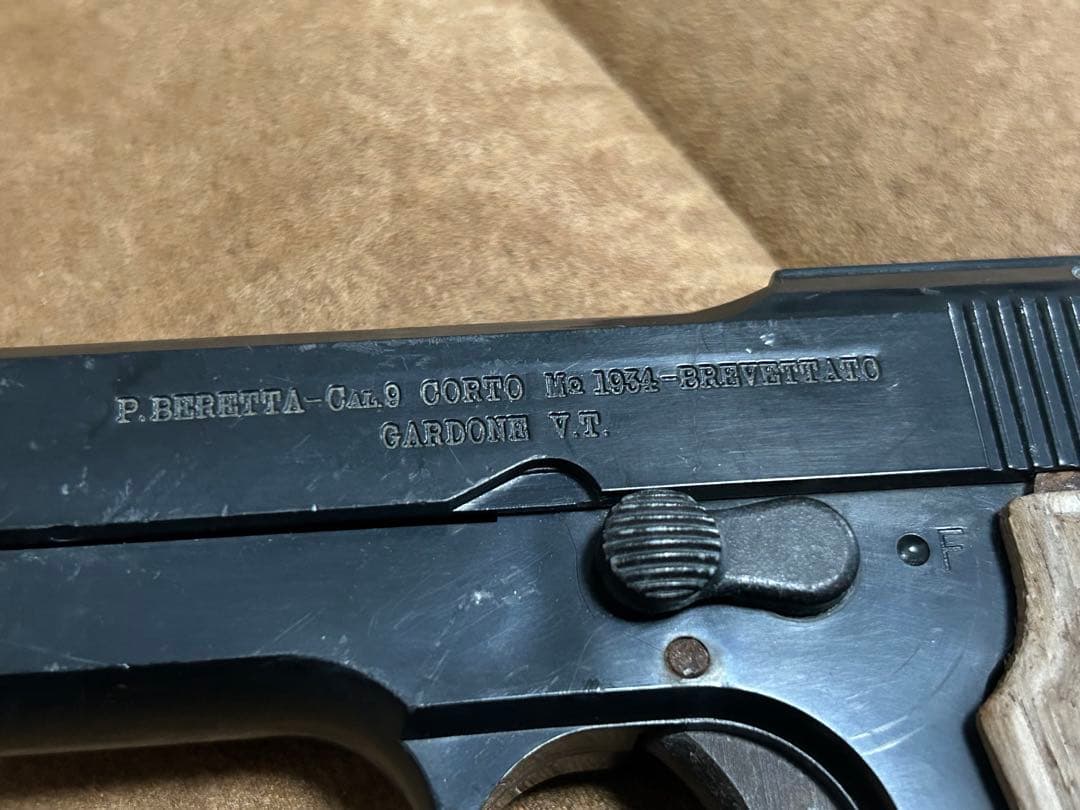 P. BERETTA - CAL. 9 CORTO Mo 1934 - BREVETTATO
GARDONE V.T.
F